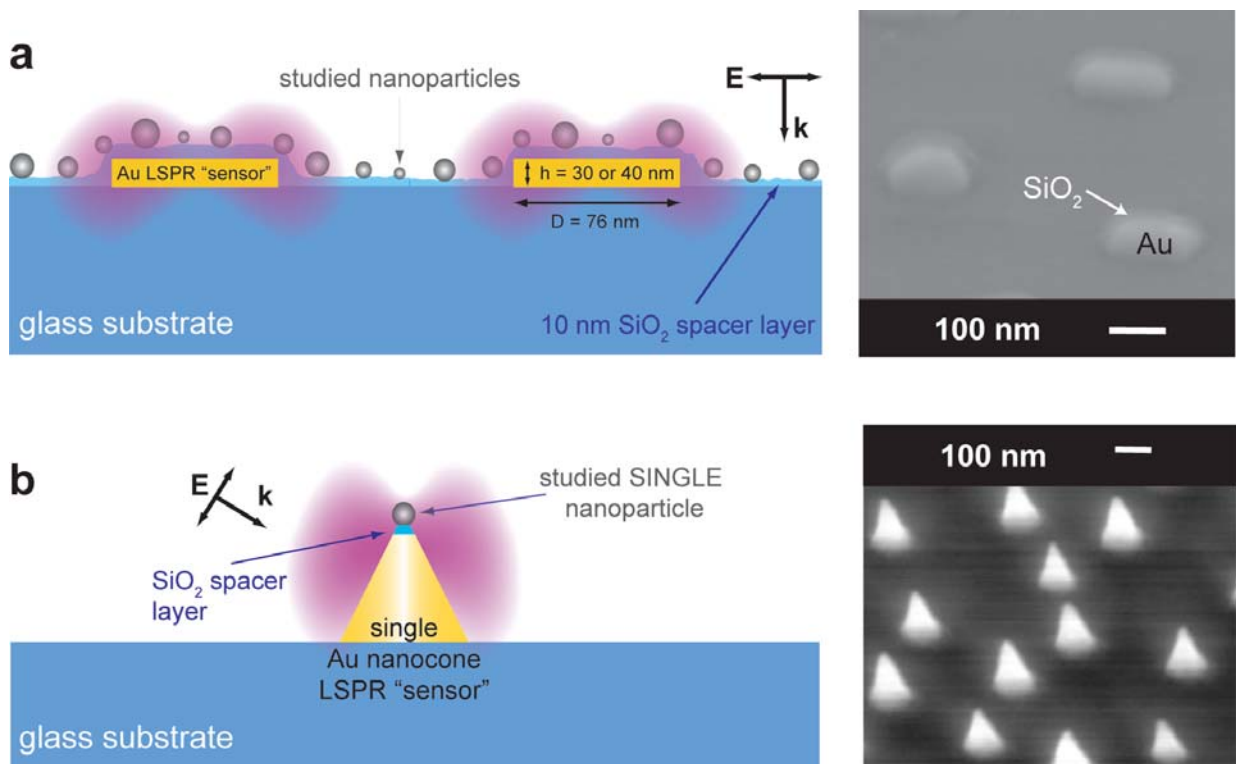 a
studied nanoparticles
E
k
Au LSPR “sensor”
h = 30 or 40 nm
D = 76 nm
glass substrate
10 nm SiO₂ spacer layer
SiO₂
Au
100 nm
b
E
k
studied SINGLE
nanoparticle
SiO₂ spacer
layer
single
Au nanocone
LSPR “sensor”
glass substrate
100 nm